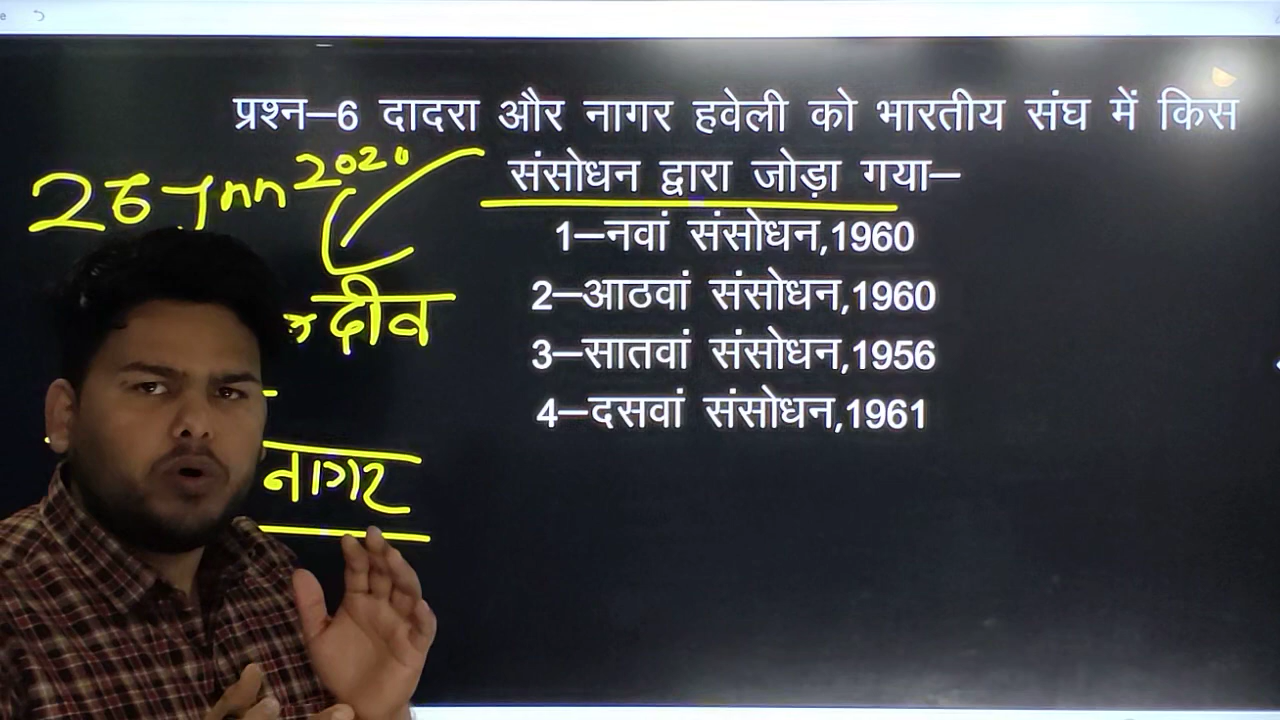 प्रश्न–6 दादरा और नागर हवेली को भारतीय संघ में किस
संसोधन द्वारा जोड़ा गया–
1–नवां संसोधन,1960
2–आठवां संसोधन,1960
3–सातवां संसोधन,1956
4–दसवां संसोधन,1961
26 Jan 2020
दीव
नागर